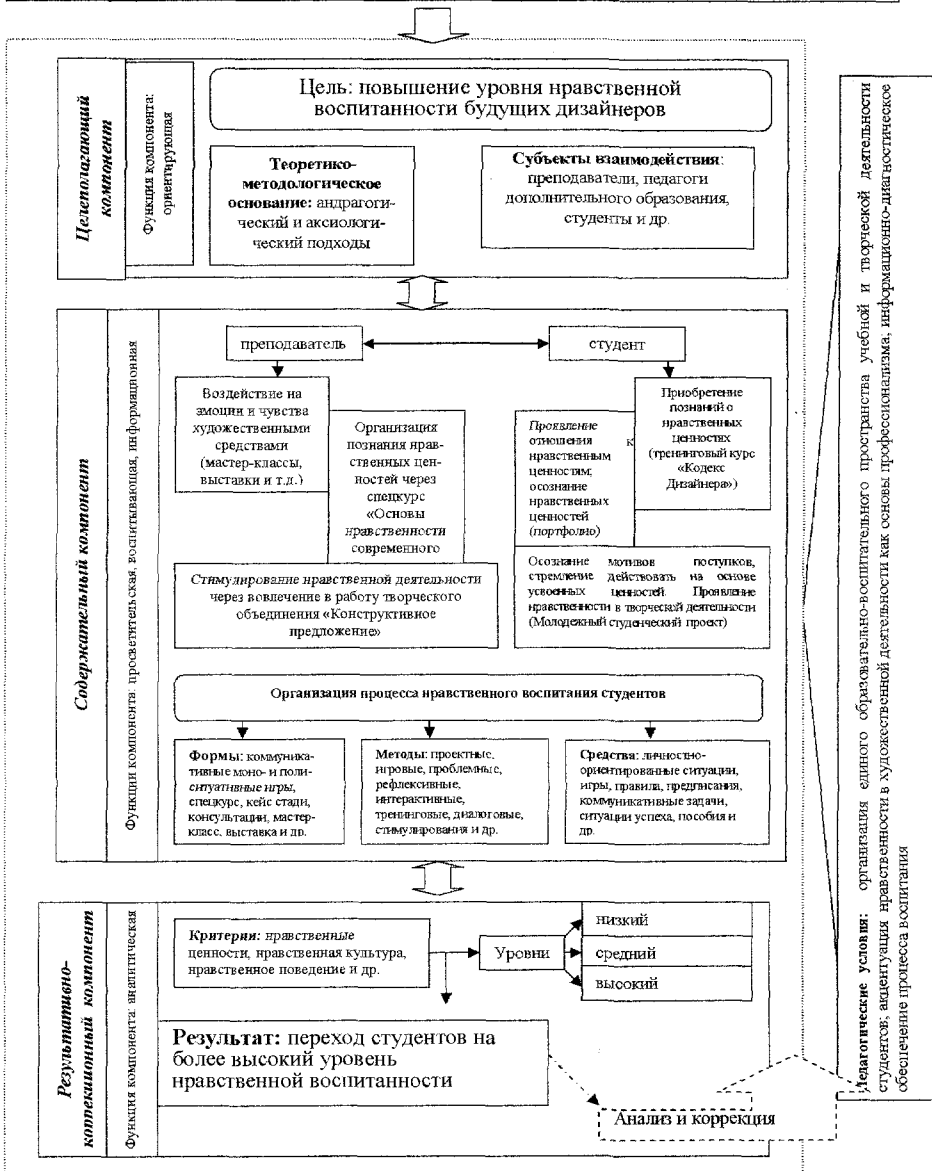 Целеполагающий
компонент
Функция компонента:
ориентирующая
Цель: повышение уровня нравственной
воспитанности будущих дизайнеров
Теоретико-
методологическое
основание: андрагоги-
ческий и аксиологи-
ческий подходы
Субъекты взаимодействия:
преподаватели, педагоги
дополнительного образования,
студенты и др.
Содержательный компонент
Функции компонента: просветительская, воспитывающая, информационная
преподаватель
студент
Воздействие на
эмоции и чувства
художественными
средствами
(мастер-классы,
выставки и т.д.)
Организация
познания нрав-
ственных цен-
ностей через
спецкурс
«Основы
нравственности
современного
Стимулирование нравственной деятельности
через вовлечение в работу творческого
объединения «Конструктивное
предложение»
Проявление
отношения к
нравственным
ценностям;
осознание
нравственных
ценностей
(портфолио)
Приобретение
познаний о
нравственных
ценностях
(тренинговый курс
«Кодекс
Дизайнера»)
Осознание мотивов поступков,
стремление действовать на основе
усвоенных ценностей. Проявление
нравственности в творческой деятельности
(Молодежный студенческий проект)
Организация процесса нравственного воспитания студентов
Формы: коммуника-
тивные моно- и поли-
ситуативные игры,
спецкурс, кейс стади,
консультации, мастер-
класс, выставка и др.
Методы: проектные,
игровые, проблемные,
рефлексивные,
интерактивные,
тренинговые, диалоговые,
стимулирования и др.
Средства: личностно-
ориентированные ситуации,
игры, правила, предписания,
коммуникативные задачи,
ситуации успеха, пособия и
др.
Результативно-
коррекционный компонент
Функция компонента: аналитическая
Критерии: нравственные
ценности, нравственная культура,
нравственное поведение и др.
Уровни
низкий
средний
высокий
Результат: переход студентов на
более высокий уровень
нравственной воспитанности
Анализ и коррекция
Педагогические условия: организация единого образовательно-воспитательного пространства учебной и творческой деятельности
студентов; акцентуация нравственности в художественной деятельности как основы профессионализма, информационно-диагностическое
обеспечение процесса воспитания